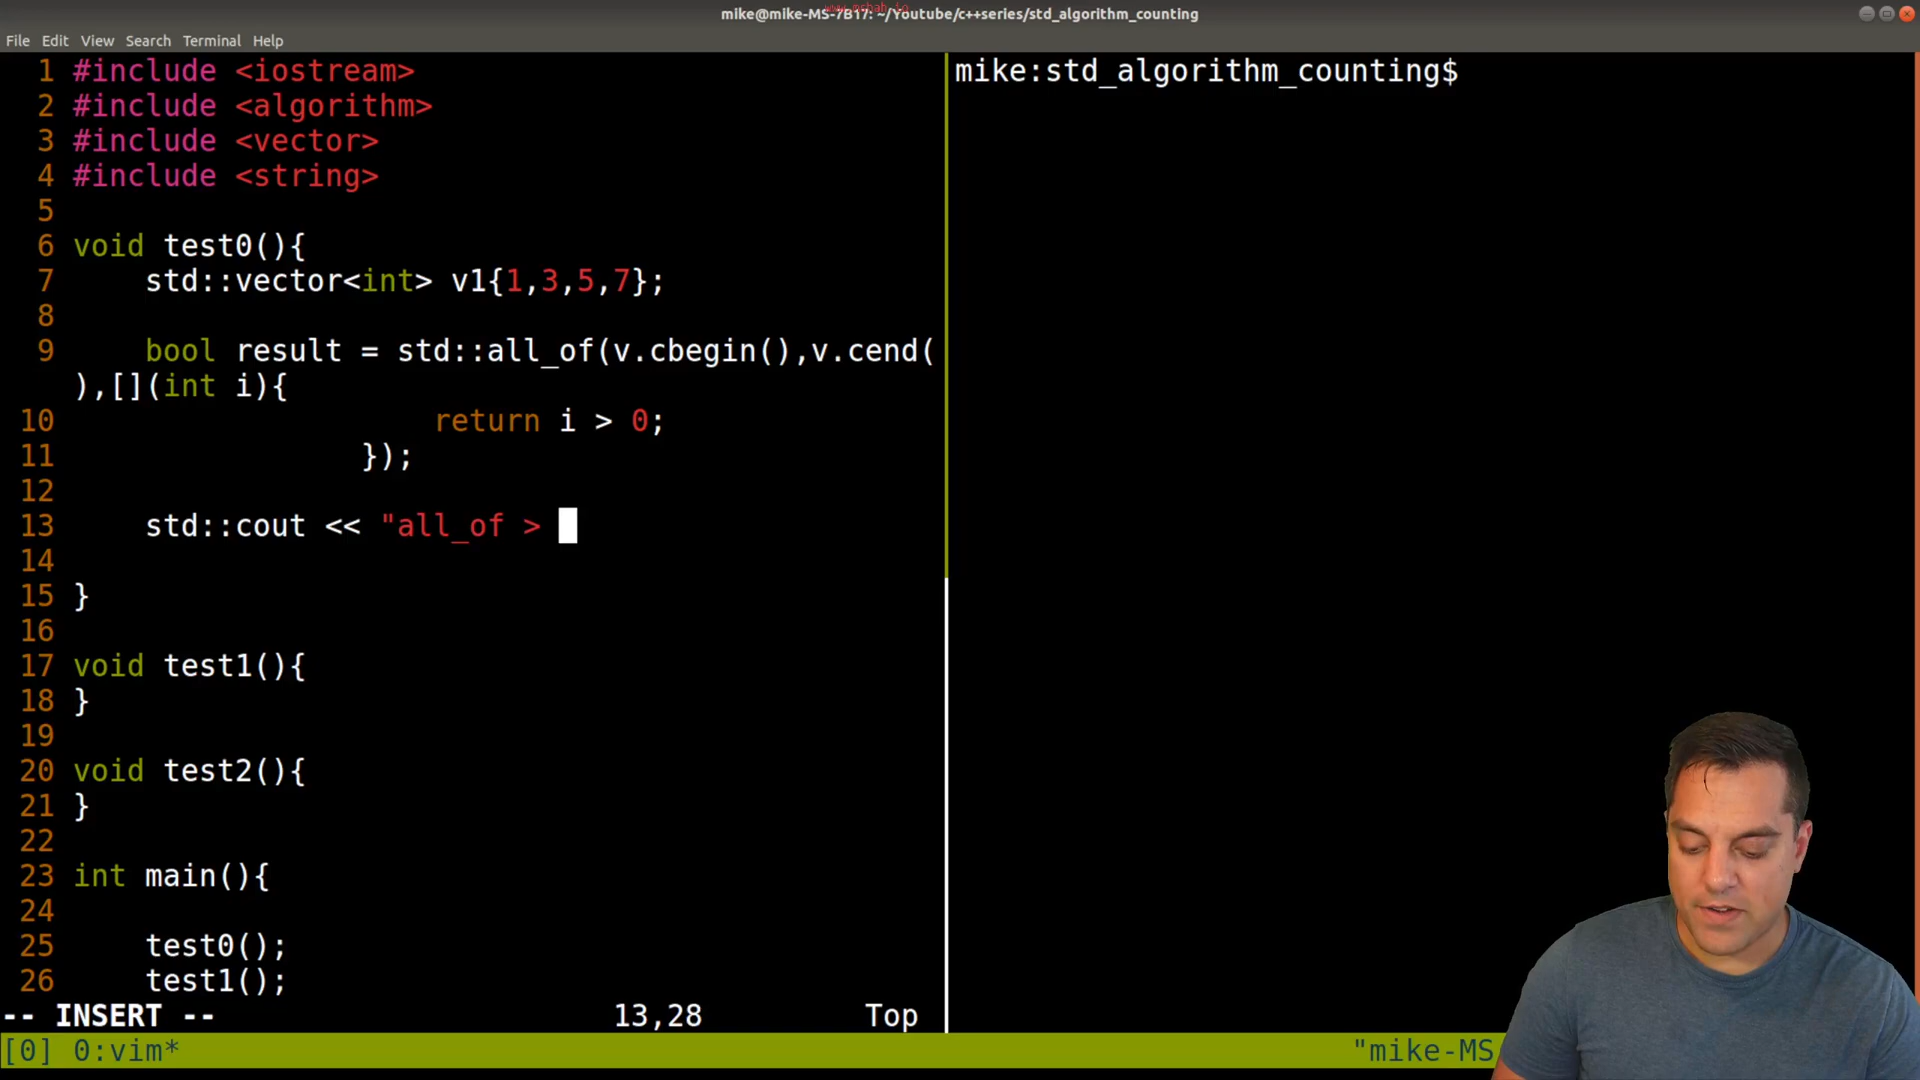 www.mshah.io
mike@mike-MS-7B17: ~/Youtube/c++series/std_algorithm_counting
File Edit View Search Terminal Help
1 #include <iostream>
2 #include <algorithm>
3 #include <vector>
4 #include <string>
5
6 void test0(){
7     std::vector<int> v1{1,3,5,7};
8
9     bool result = std::all_of(v.cbegin(),v.cend(
),[](int i){
10                     return i > 0;
11                 });
12
13     std::cout << "all_of >
14
15 }
16
17 void test1(){
18 }
19
20 void test2(){
21 }
22
23 int main(){
24
25     test0();
26     test1();
-- INSERT -- 13,28 Top
[0] 0:vim* "mike-MS
mike:std_algorithm_counting$